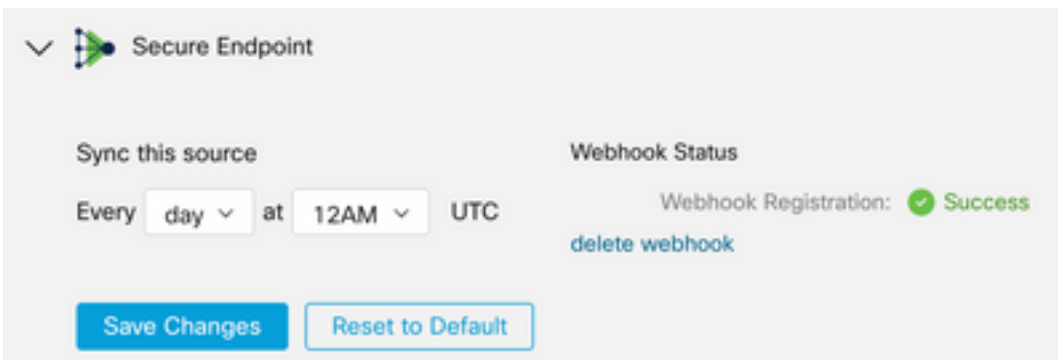 Secure Endpoint
Sync this source
Every day at 12AM UTC
Webhook Status
Webhook Registration: Success
delete webhook
Save Changes
Reset to Default